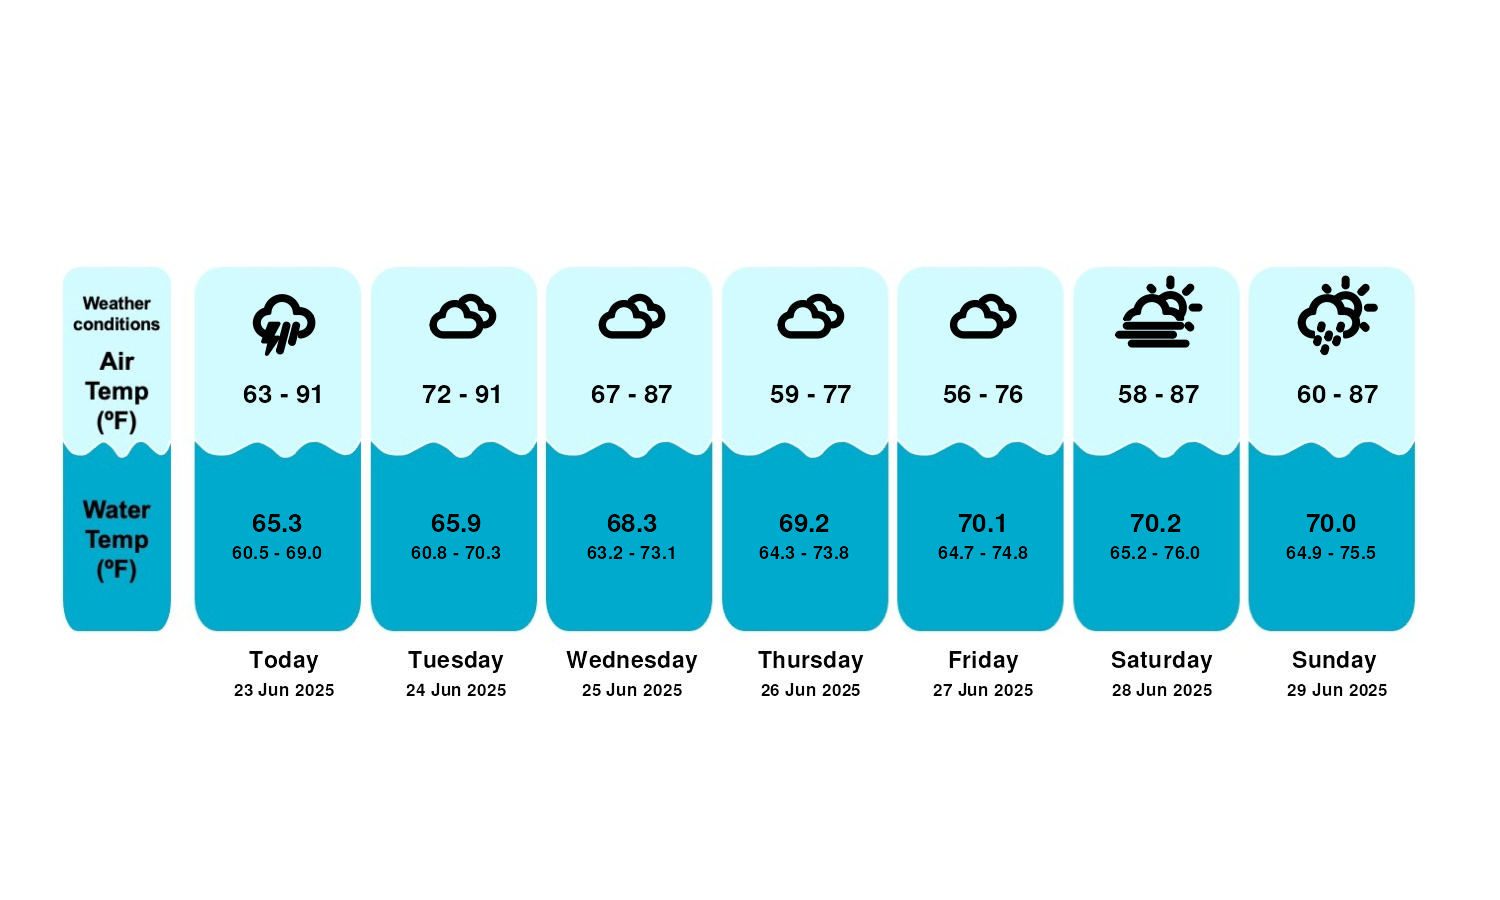 Weather
conditions
Air
Temp
(ºF)
Water
Temp
(ºF)
63 - 91
65.3
60.5 - 69.0
Today
23 Jun 2025
72 - 91
65.9
60.8 - 70.3
Tuesday
24 Jun 2025
67 - 87
68.3
63.2 - 73.1
Wednesday
25 Jun 2025
59 - 77
69.2
64.3 - 73.8
Thursday
26 Jun 2025
56 - 76
70.1
64.7 - 74.8
Friday
27 Jun 2025
58 - 87
70.2
65.2 - 76.0
Saturday
28 Jun 2025
60 - 87
70.0
64.9 - 75.5
Sunday
29 Jun 2025